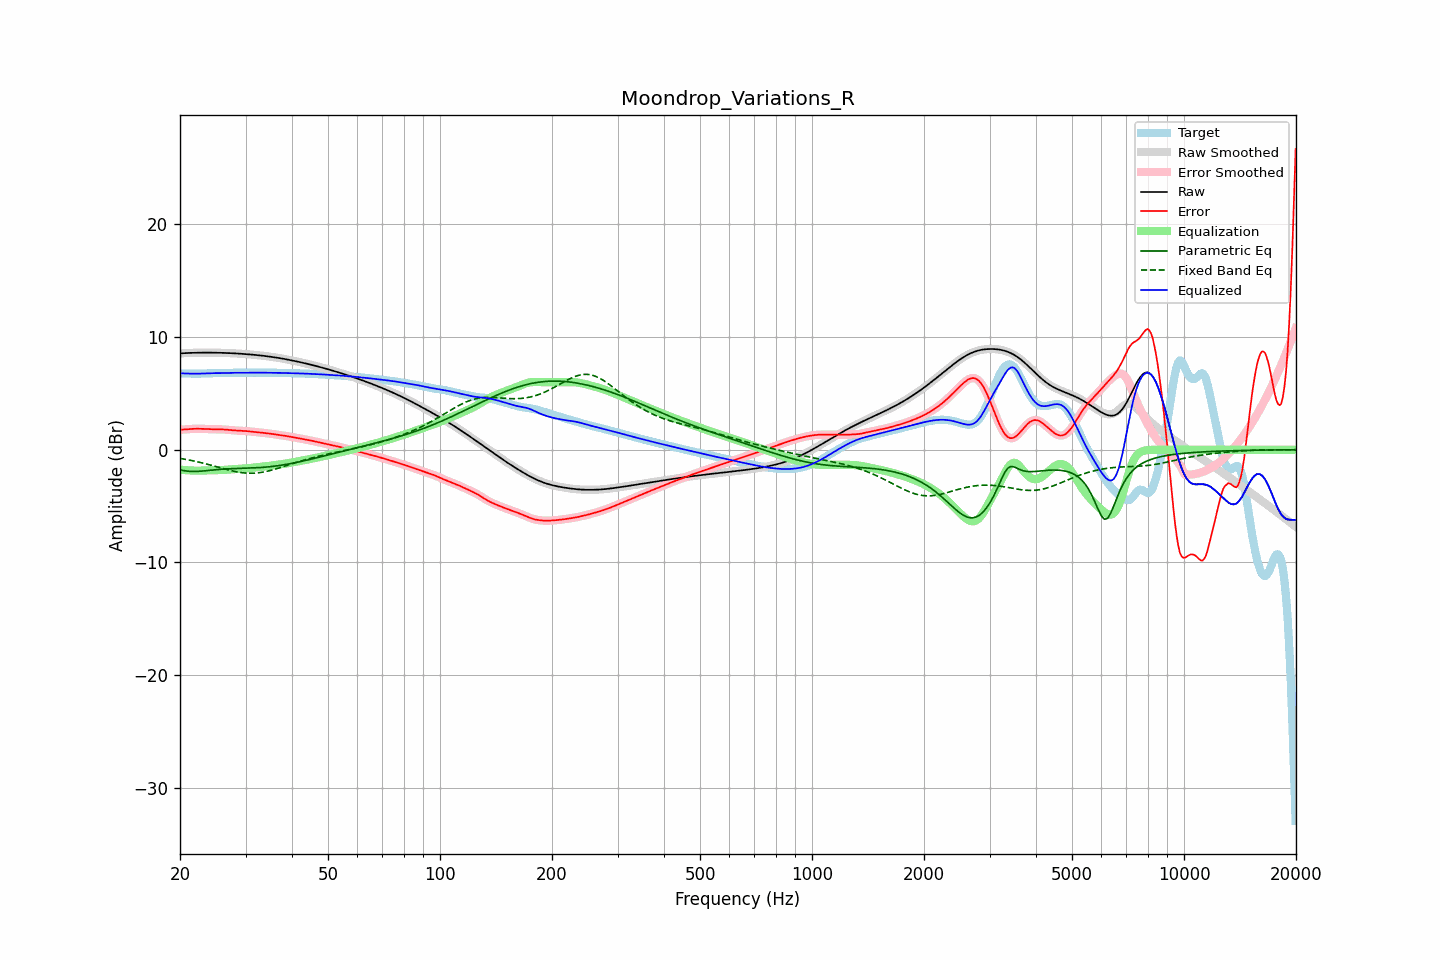 Moondrop_Variations_R
Target
Raw Smoothed
Error Smoothed
Raw
Error
Equalization
Parametric Eq
Fixed Band Eq
Equalized
20
10
0
−10
−20
−30
Amplitude (dBr)
20 50 100 200 500 1000 2000 5000 10000 20000
Frequency (Hz)